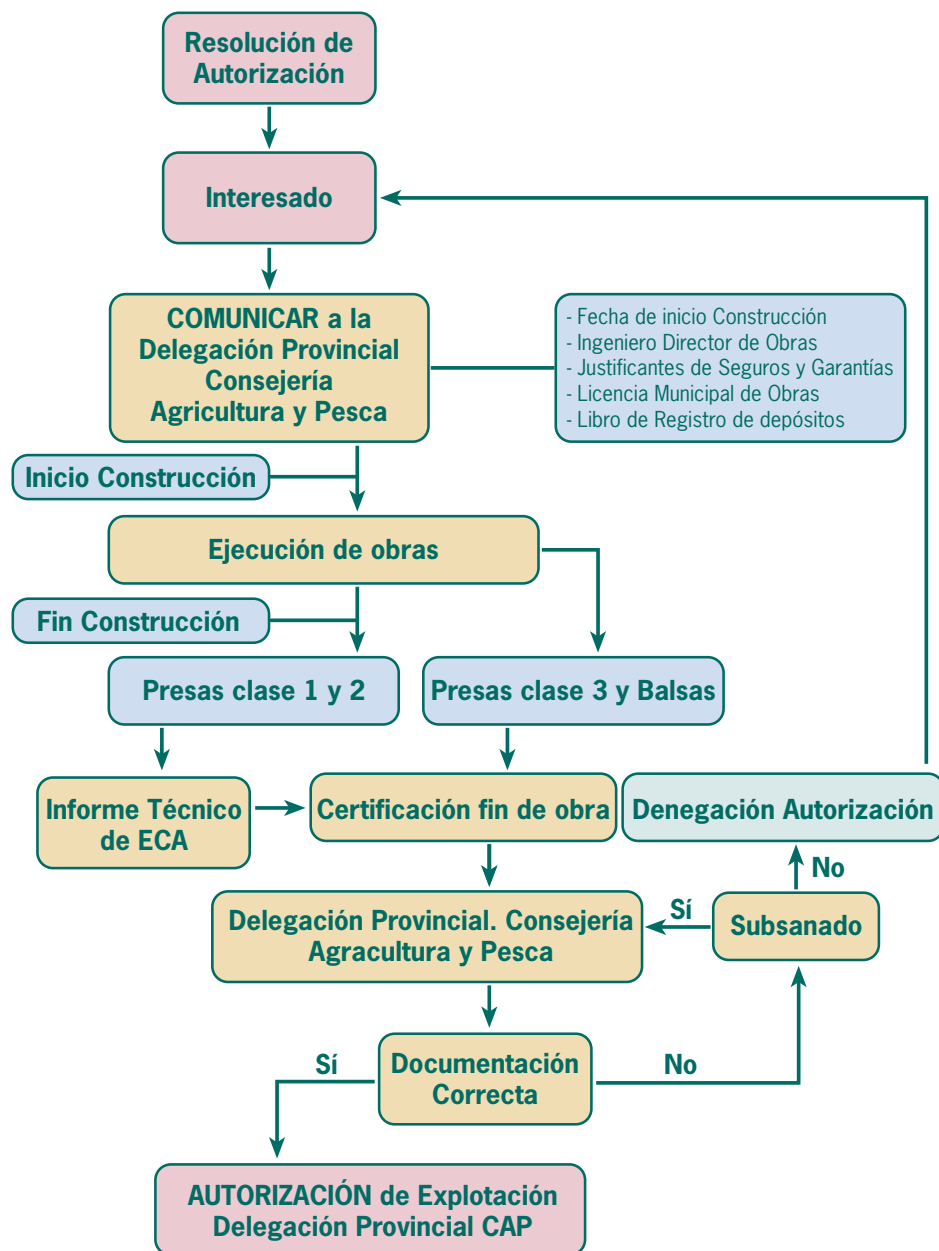 Resolución de
Autorización
Interesado
COMUNICAR a la
Delegación Provincial
Consejería
Agricultura y Pesca
- Fecha de inicio Construcción
- Ingeniero Director de Obras
- Justificantes de Seguros y Garantías
- Licencia Municipal de Obras
- Libro de Registro de depósitos
Inicio Construcción
Ejecución de obras
Fin Construcción
Presas clase 1 y 2
Presas clase 3 y Balsas
Informe Técnico
de ECA
Certificación fin de obra
Denegación Autorización
No
Delegación Provincial. Consejería
Agracultura y Pesca
Sí
Subsanado
Sí
Documentación
Correcta
No
AUTORIZACIÓN de Explotación
Delegación Provincial CAP